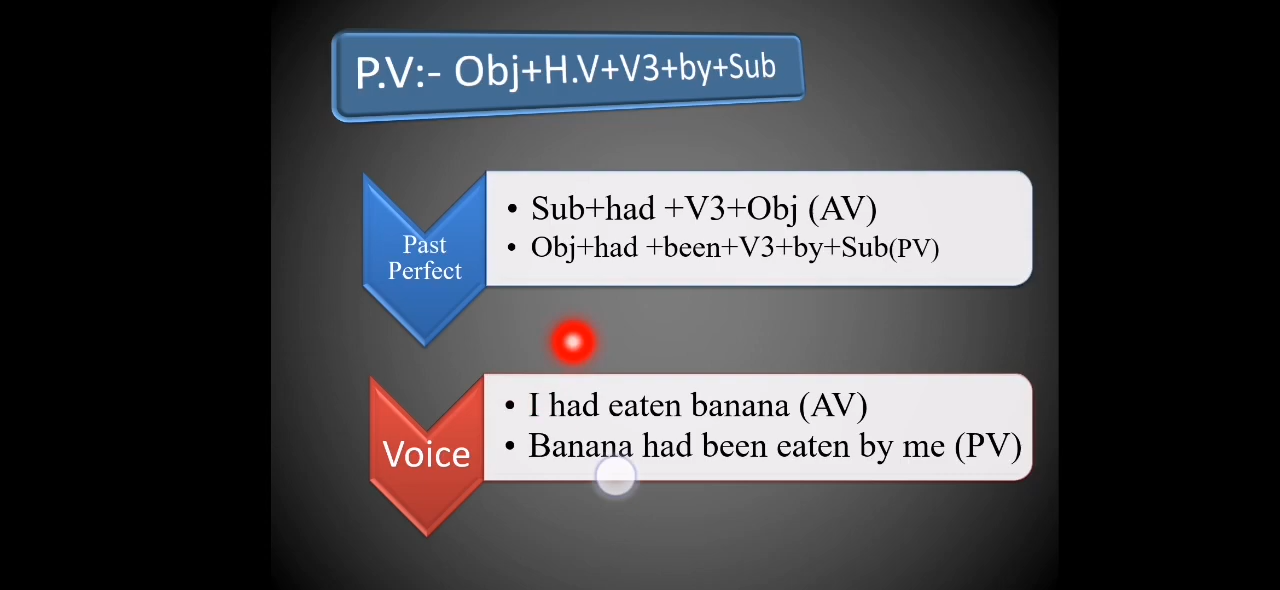 P.V:- Obj+H.V+V3+by+Sub
Past
Perfect
• Sub+had +V3+Obj (AV)
• Obj+had +been+V3+by+Sub(PV)
Voice
• I had eaten banana (AV)
• Banana had been eaten by me (PV)